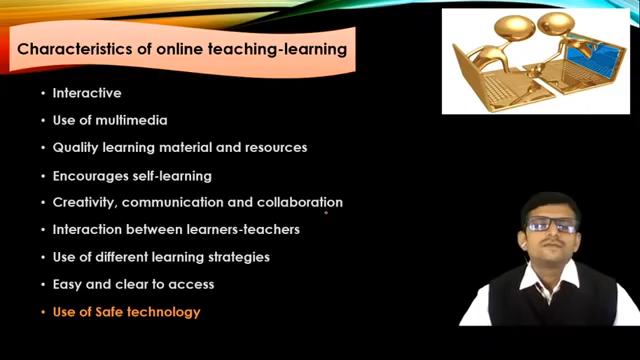 Characteristics of online teaching-learning
• Interactive
• Use of multimedia
• Quality learning material and resources
• Encourages self-learning
• Creativity, communication and collaboration
• Interaction between learners-teachers
• Use of different learning strategies
• Easy and clear to access
• Use of Safe technology